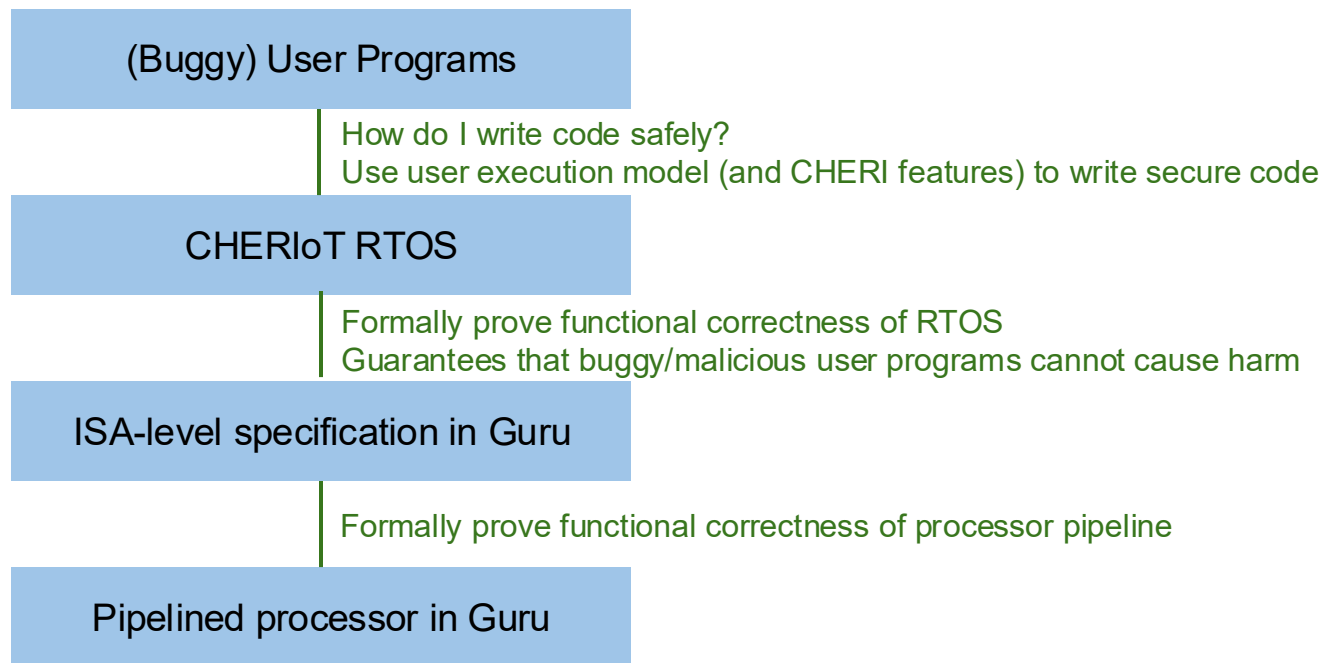 (Buggy) User Programs
How do I write code safely?
Use user execution model (and CHERI features) to write secure code
CHERIoT RTOS
Formally prove functional correctness of RTOS
Guarantees that buggy/malicious user programs cannot cause harm
ISA-level specification in Guru
Formally prove functional correctness of processor pipeline
Pipelined processor in Guru